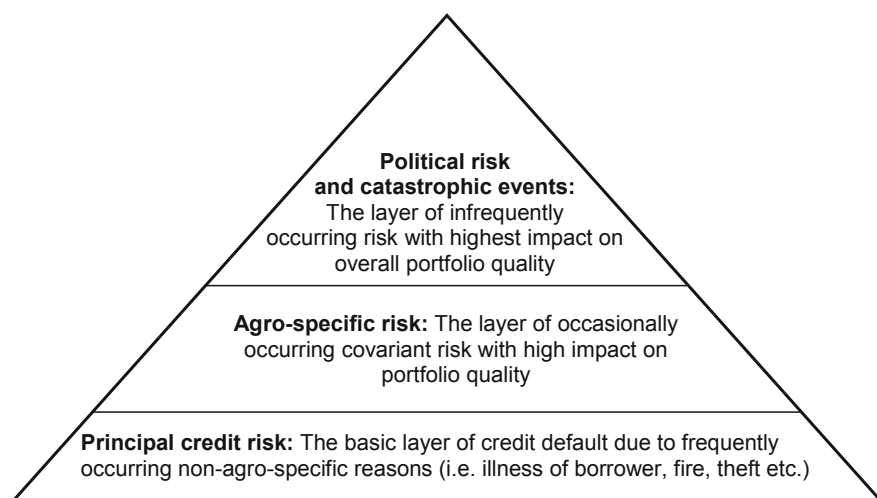 Political risk
and catastrophic events:
The layer of infrequently
occurring risk with highest impact on
overall portfolio quality
Agro-specific risk: The layer of occasionally
occurring covariant risk with high impact on
portfolio quality
Principal credit risk: The basic layer of credit default due to frequently
occurring non-agro-specific reasons (i.e. illness of borrower, fire, theft etc.)